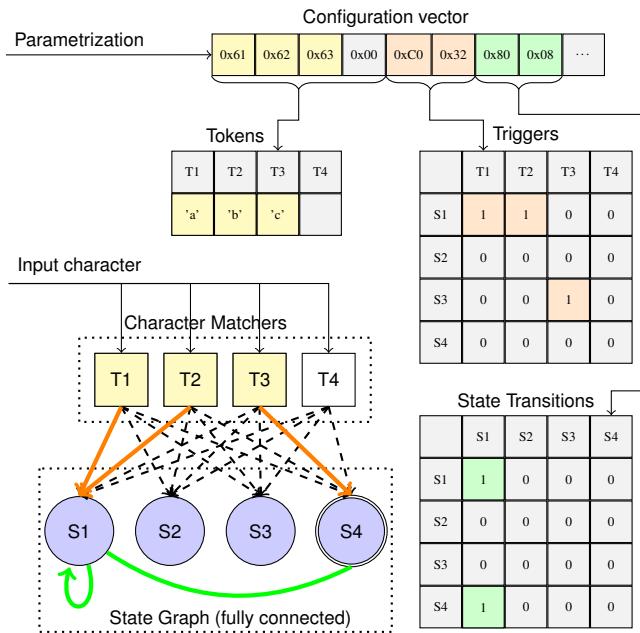 Configuration vector
Parametrization
0x61 0x62 0x63 0x00 0xC0 0x32 0x80 0x08 ...
Tokens
T1 T2 T3 T4
'a' 'b' 'c'
Triggers
T1 T2 T3 T4
S1 1 1 0 0
S2 0 0 0 0
S3 0 0 1 0
S4 0 0 0 0
Input character
Character Matchers
T1 T2 T3 T4
S1 S2 S3 S4
State Graph (fully connected)
State Transitions
S1 S2 S3 S4
S1 1 0 0 0
S2 0 0 0 0
S3 0 0 0 0
S4 1 0 0 0